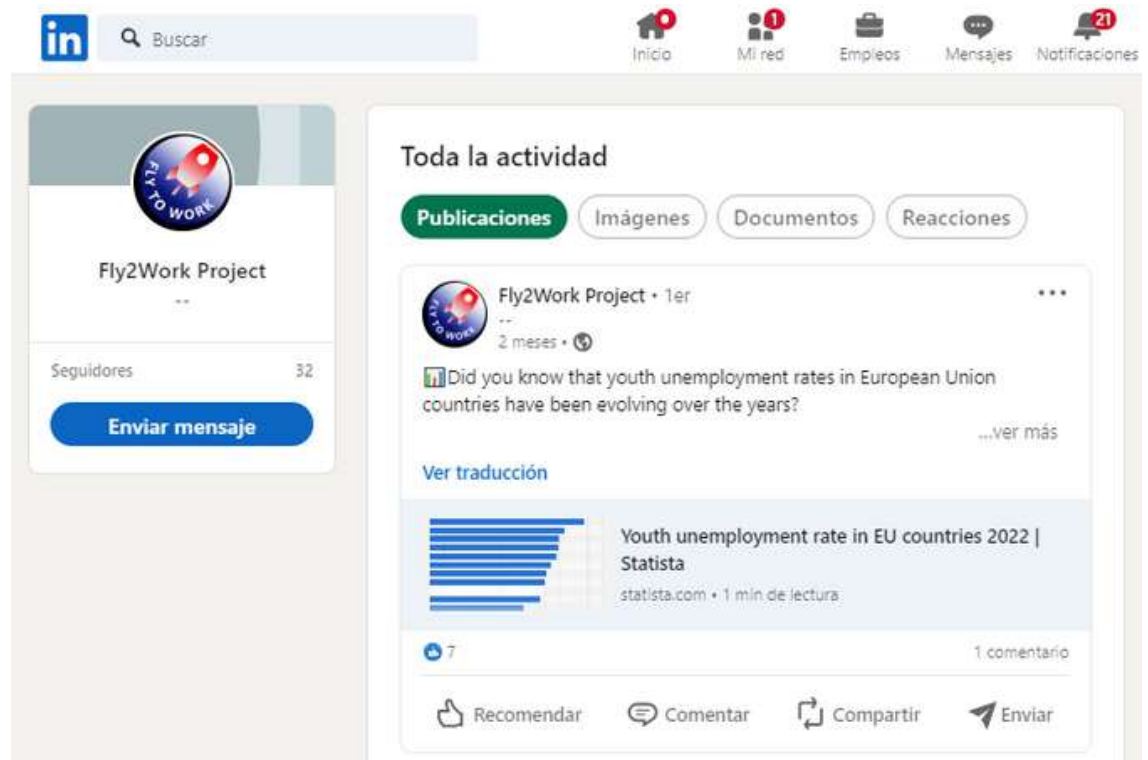 in
Buscar
Inicio
Mi red
1
Empleos
Mensajes
Notificaciones
21
FLY TO WORK
Fly2Work Project
--
Seguidores 32
Enviar mensaje
Toda la actividad
Publicaciones
Imágenes
Documentos
Reacciones
FLY TO WORK
Fly2Work Project • 1er
--
2 meses •
Did you know that youth unemployment rates in European Union
countries have been evolving over the years?
...ver más
Ver traducción
Youth unemployment rate in EU countries 2022 |
Statista
statista.com • 1 min de lectura
7
1 comentario
Recomendar
Comentar
Compartir
Enviar